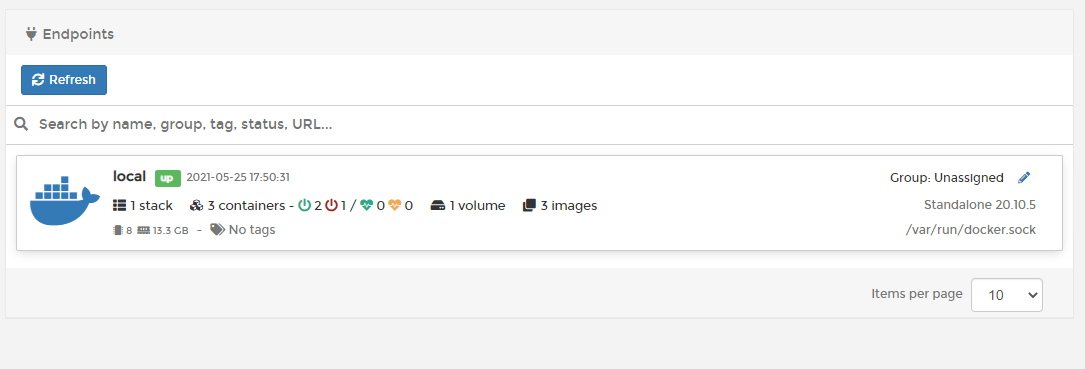 Endpoints
Refresh
Search by name, group, tag, status, URL...
local up 2021-05-25 17:50:31 Group: Unassigned
1 stack 3 containers - 2 1 / 0 0 1 volume 3 images Standalone 20.10.5
8 13.3 GB - No tags /var/run/docker.sock
Items per page 10